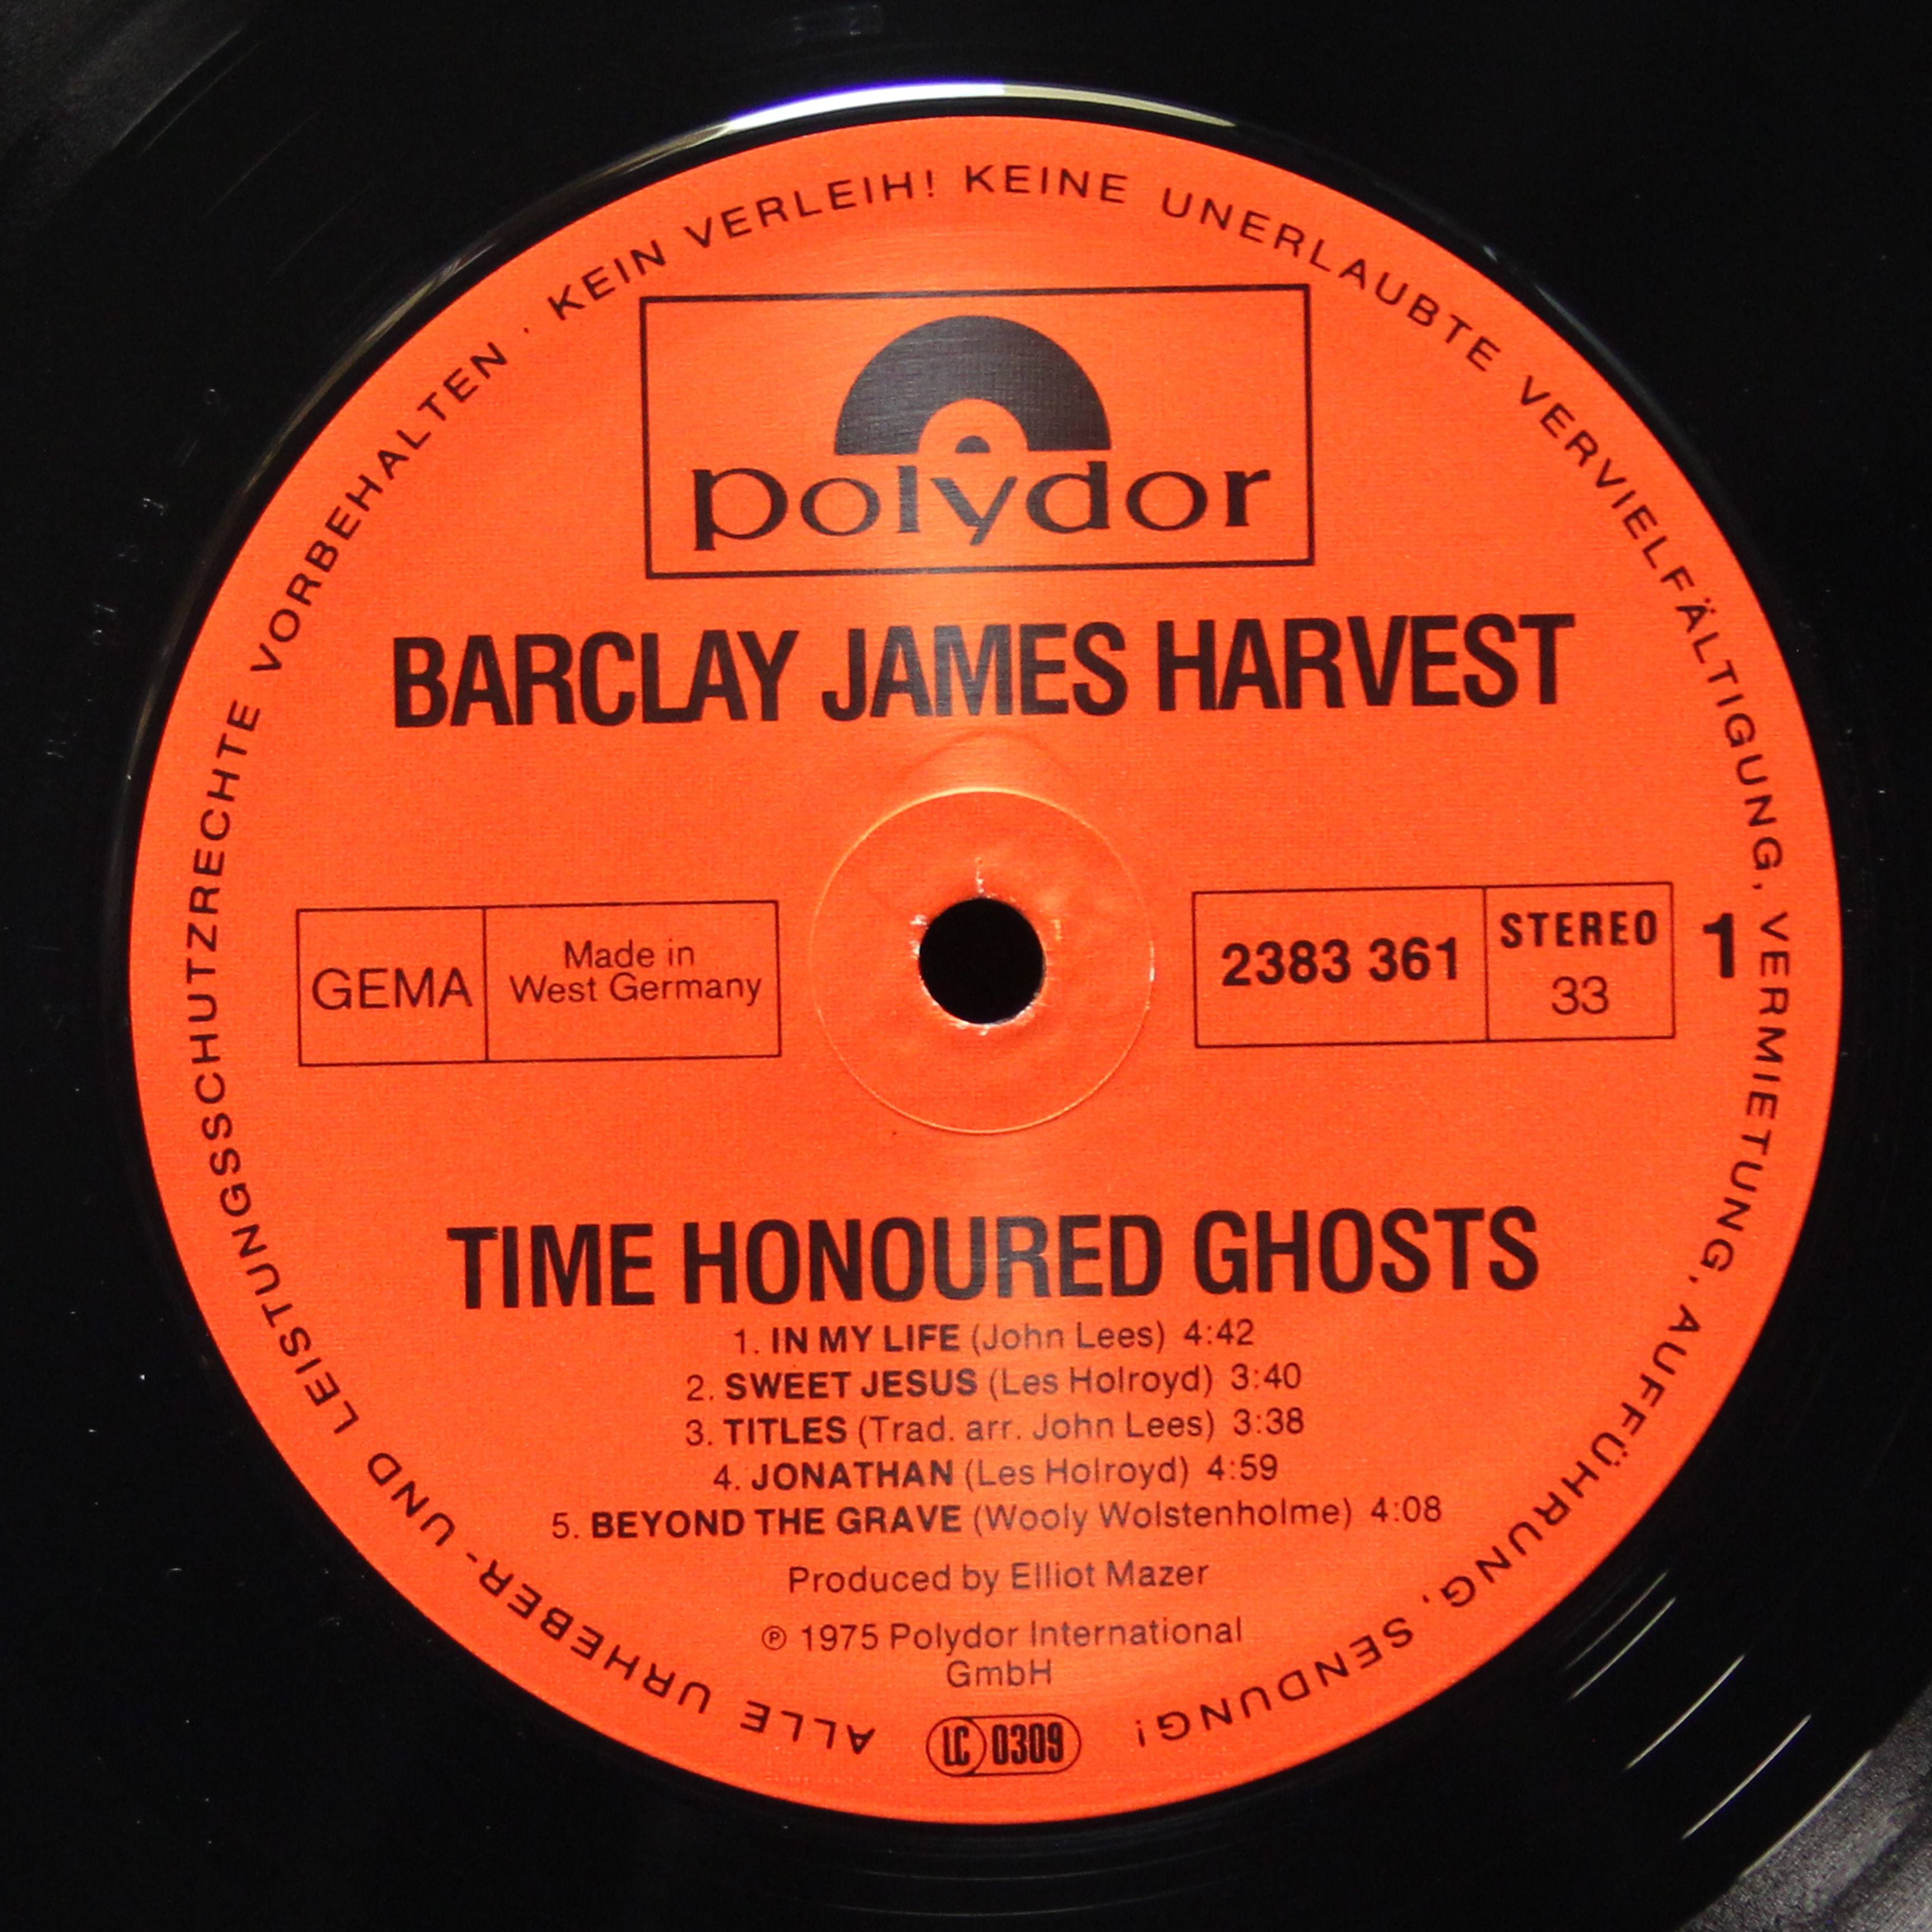 ALLE URHEBER- UND LEISTUNGSSCHUTZRECHTE VORBEHALTEN · KEIN VERLEIH! KEINE UNERLAUBTE VERVIELFÄLTIGUNG, VERMIETUNG, AUFFÜHRUNG, SENDUNG!
polydor
BARCLAY JAMES HARVEST
GEMA
Made in
West Germany
2383 361
STEREO
33
1
TIME HONOURED GHOSTS
1. IN MY LIFE (John Lees) 4:42
2. SWEET JESUS (Les Holroyd) 3:40
3. TITLES (Trad. arr. John Lees) 3:38
4. JONATHAN (Les Holroyd) 4:59
5. BEYOND THE GRAVE (Wooly Wolstenholme) 4:08
Produced by Elliot Mazer
℗ 1975 Polydor International
GmbH
LC 0309